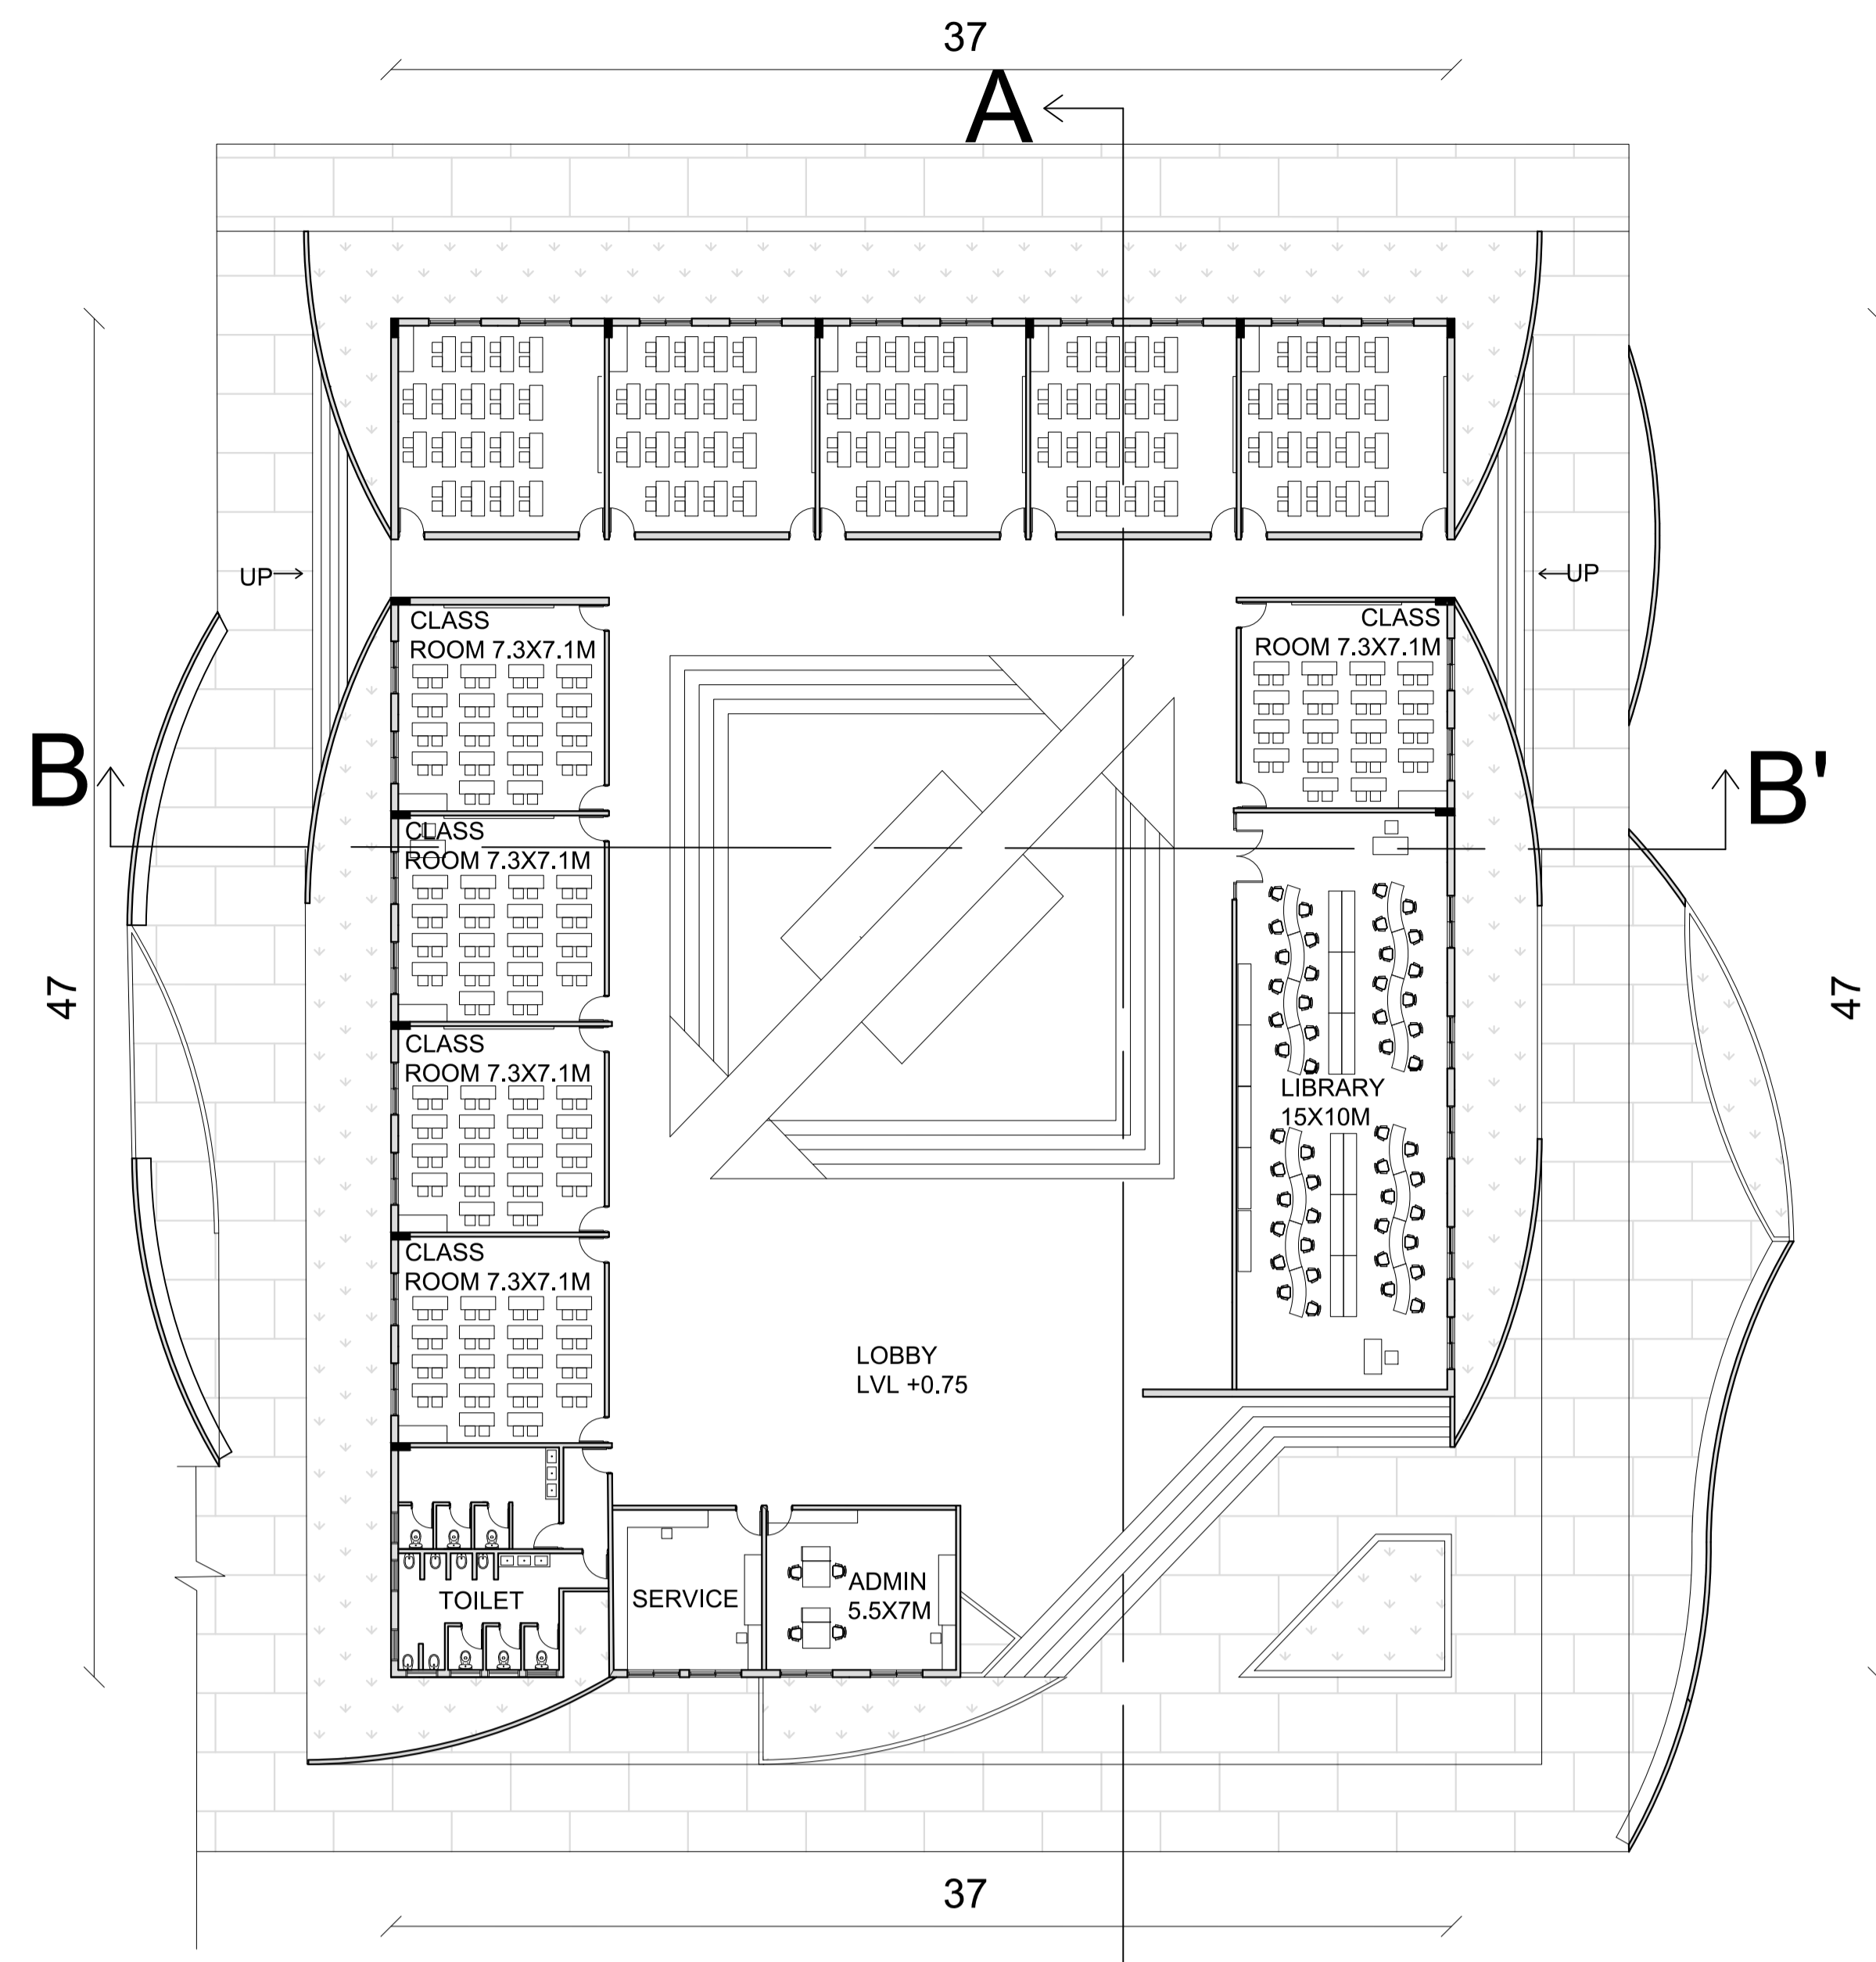 37
A
UP
UP
CLASS
ROOM 7.3X7.1M
CLASS
ROOM 7.3X7.1M
B
B'
CLASS
ROOM 7.3X7.1M
47
47
CLASS
ROOM 7.3X7.1M
LIBRARY
15X10M
CLASS
ROOM 7.3X7.1M
LOBBY
LVL +0.75
TOILET
SERVICE
ADMIN
5.5X7M
37